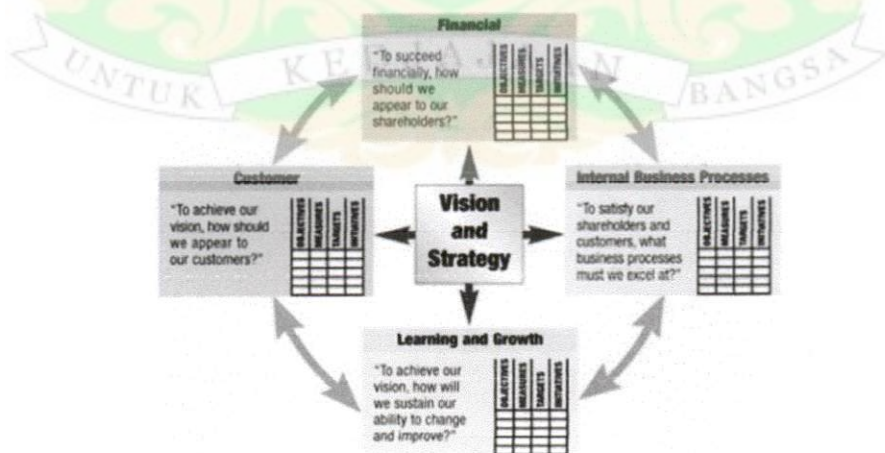 Financial
"To succeed
financially, how
should we
appear to our
shareholders?"
OBJECTIVES
MEASURES
TARGETS
INITIATIVES
UNTUK
BANGSA
Customer
"To achieve our
vision, how should
we appear to
our customers?"
OBJECTIVES
MEASURES
TARGETS
INITIATIVES
Vision
and
Strategy
Internal Business Processes
"To satisfy our
shareholders and
customers, what
business processes
must we excel at?"
OBJECTIVES
MEASURES
TARGETS
INITIATIVES
Learning and Growth
"To achieve our
vision, how will
we sustain our
ability to change
and improve?"
OBJECTIVES
MEASURES
TARGETS
INITIATIVES